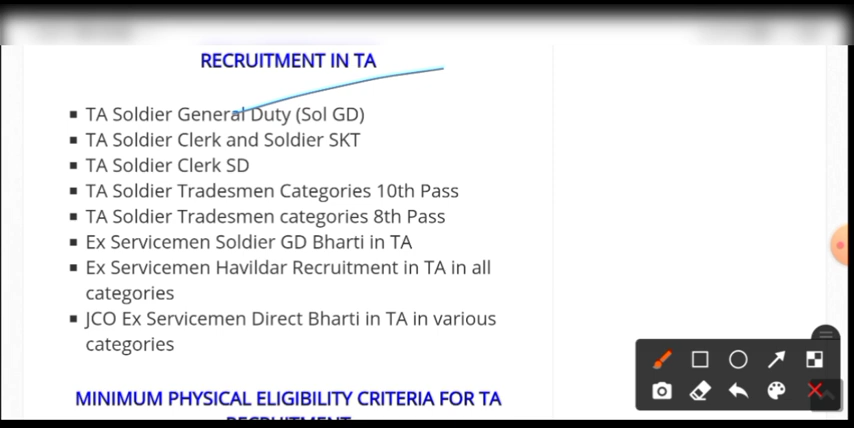 RECRUITMENT IN TA
▪ TA Soldier General Duty (Sol GD)
▪ TA Soldier Clerk and Soldier SKT
▪ TA Soldier Clerk SD
▪ TA Soldier Tradesmen Categories 10th Pass
▪ TA Soldier Tradesmen categories 8th Pass
▪ Ex Servicemen Soldier GD Bharti in TA
▪ Ex Servicemen Havildar Recruitment in TA in all
categories
▪ JCO Ex Servicemen Direct Bharti in TA in various
categories
MINIMUM PHYSICAL ELIGIBILITY CRITERIA FOR TA
RECRUITMENT